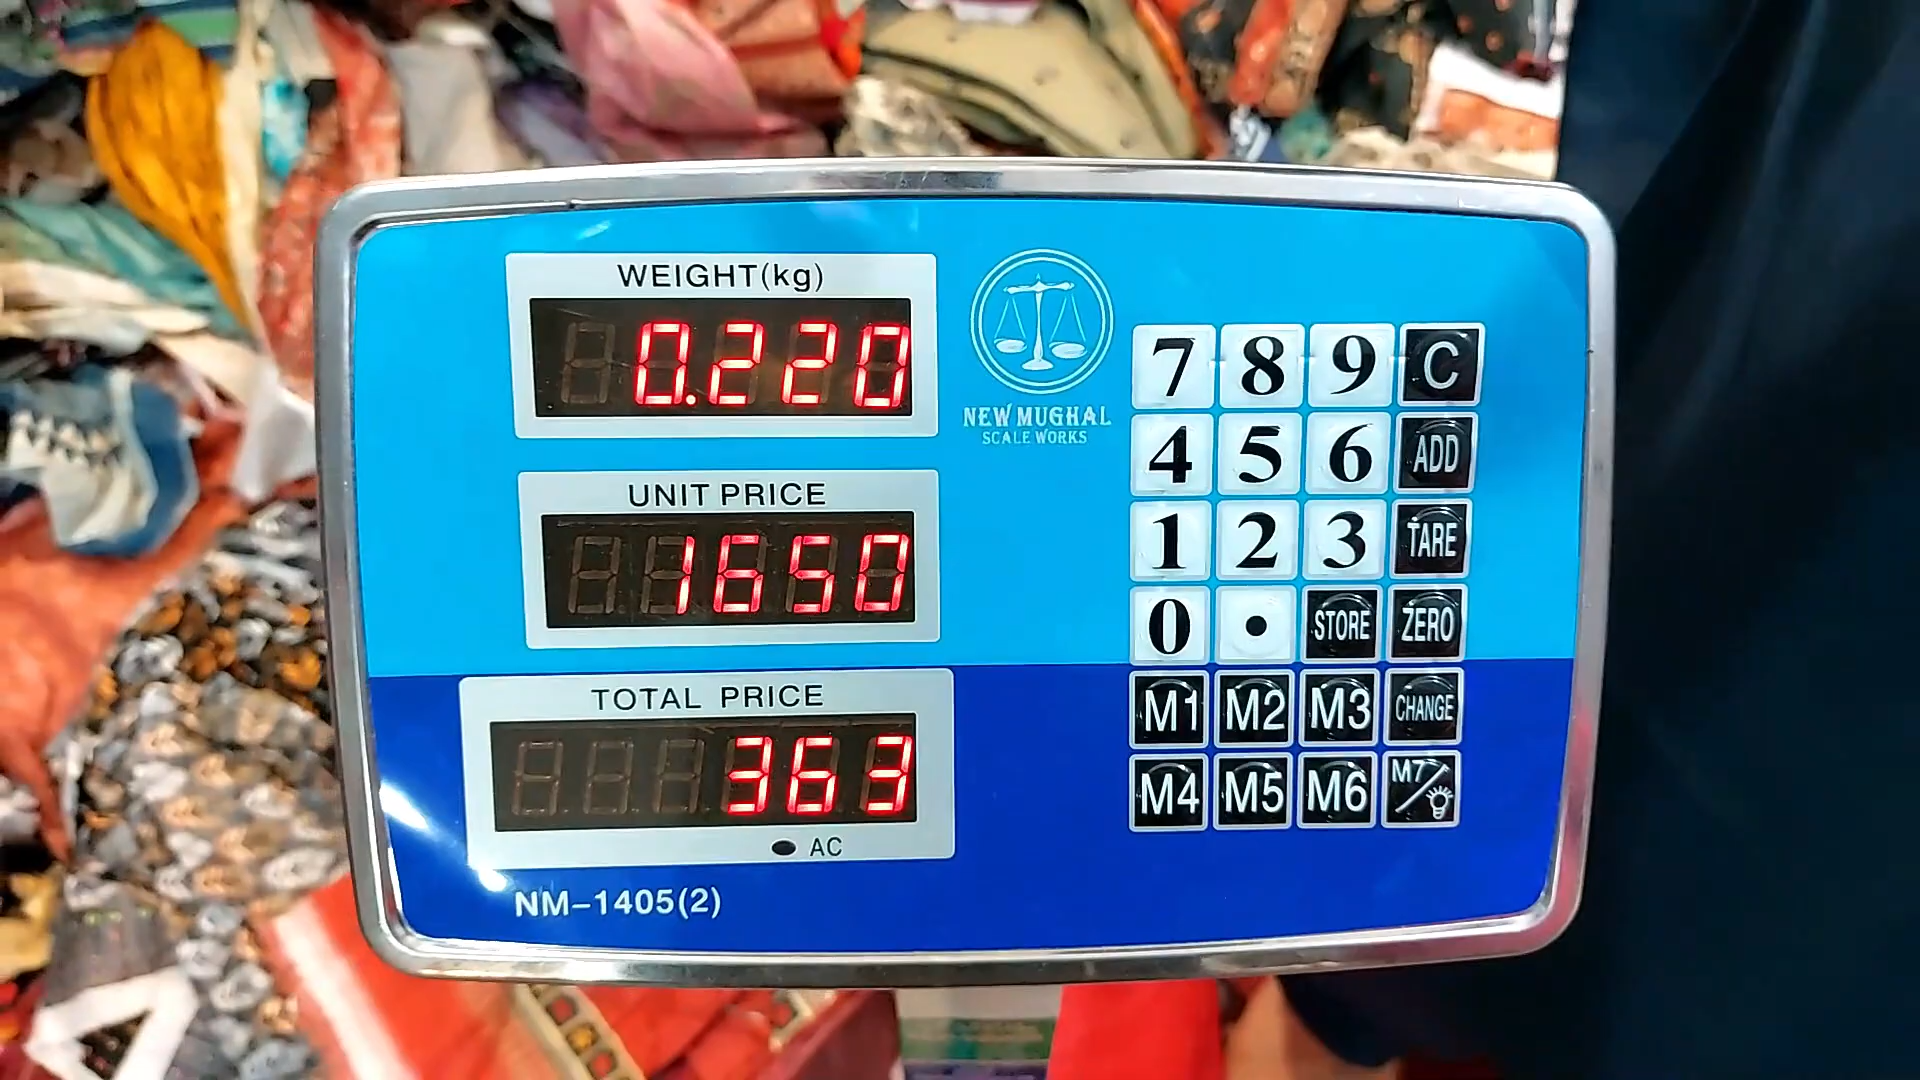 WEIGHT(kg)
0.220
NEW MUGHAL
SCALE WORKS
UNIT PRICE
1650
TOTAL PRICE
363
AC
NM-1405(2)
7 8 9 C
4 5 6 ADD
1 2 3 TARE
0 . STORE ZERO
M1 M2 M3 CHANGE
M4 M5 M6 M7/